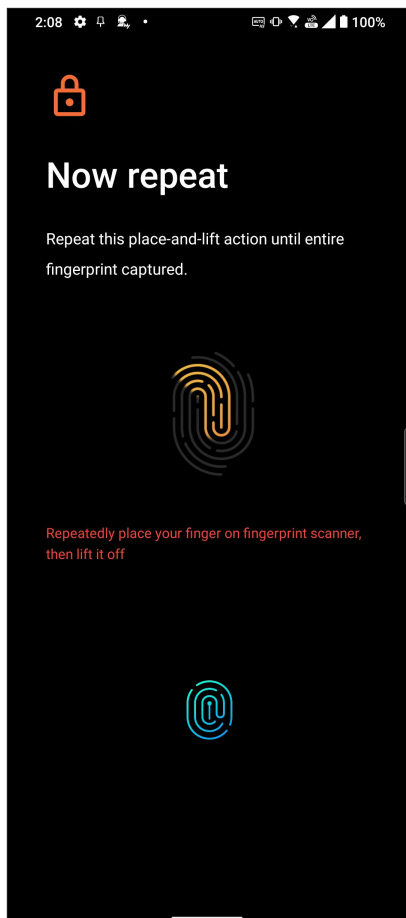 2:08
100%
Now repeat
Repeat this place-and-lift action until entire
fingerprint captured.
Repeatedly place your finger on fingerprint scanner,
then lift it off